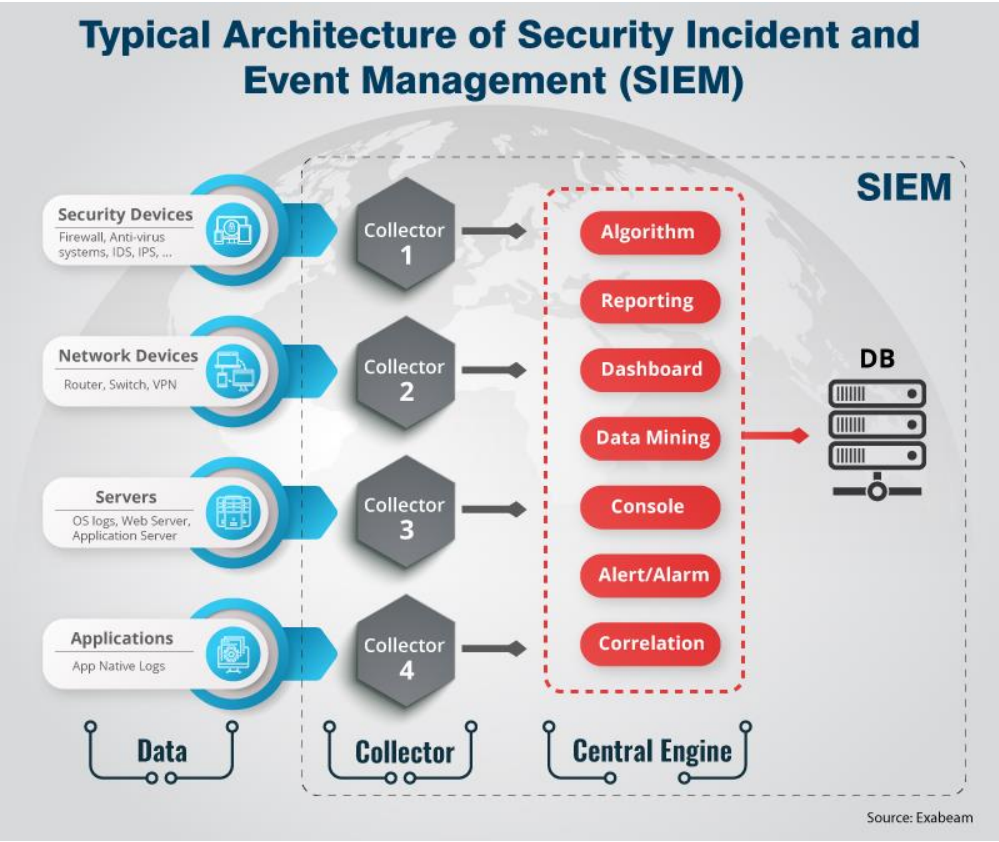 Typical Architecture of Security Incident and
Event Management (SIEM)
SIEM
Security Devices
Firewall, Anti-virus
systems, IDS, IPS, ...
Collector
1
Network Devices
Router, Switch, VPN
Collector
2
Servers
OS logs, Web Server,
Application Server
Collector
3
Applications
App Native Logs
Collector
4
Algorithm
Reporting
Dashboard
Data Mining
Console
Alert/Alarm
Correlation
DB
Data
Collector
Central Engine
Source: Exabeam